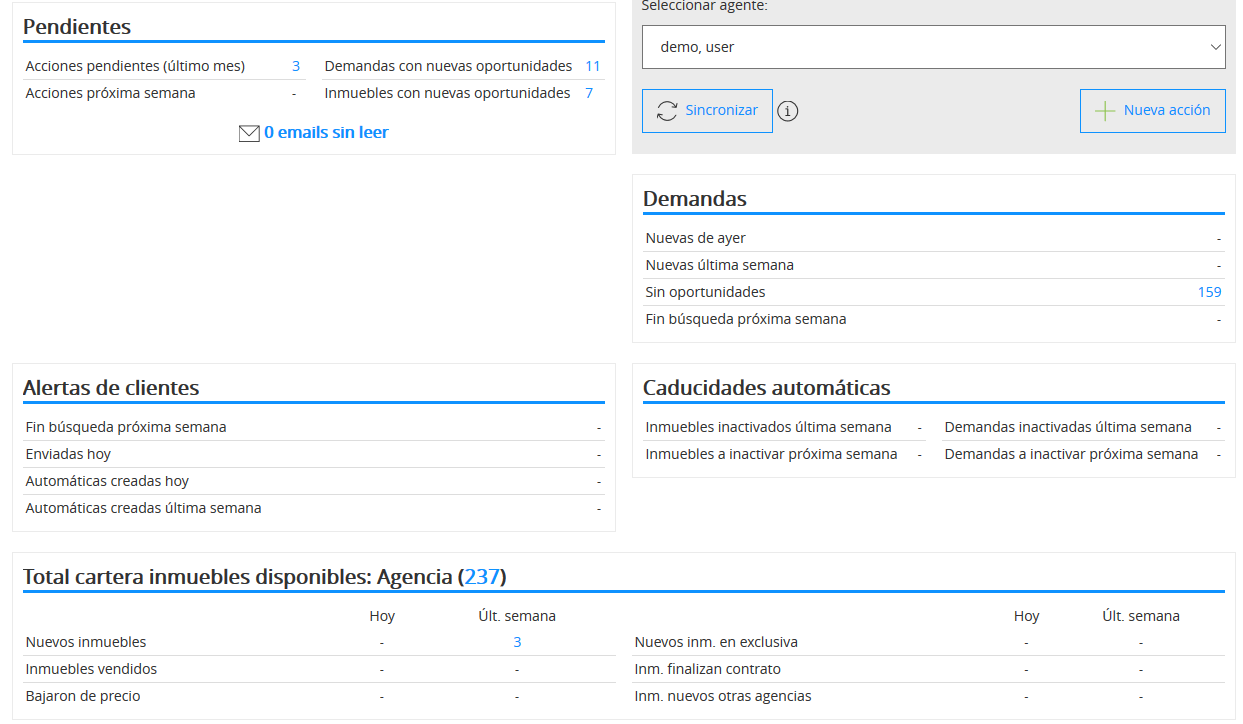 Seleccionar agente:
Pendientes
demo, user
Acciones pendientes (último mes) 3 Demandas con nuevas oportunidades 11
Acciones próxima semana - Inmuebles con nuevas oportunidades 7
0 emails sin leer
Sincronizar
Nueva acción
Demandas
Nuevas de ayer -
Nuevas última semana -
Sin oportunidades 159
Fin búsqueda próxima semana -
Alertas de clientes
Fin búsqueda próxima semana -
Enviadas hoy -
Automáticas creadas hoy -
Automáticas creadas última semana -
Caducidades automáticas
Inmuebles inactivados última semana - Demandas inactivadas última semana -
Inmuebles a inactivar próxima semana - Demandas a inactivar próxima semana -
Total cartera inmuebles disponibles: Agencia (237)
Hoy Últ. semana Hoy Últ. semana
Nuevos inmuebles - 3 Nuevos inm. en exclusiva - -
Inmuebles vendidos - - Inm. finalizan contrato - -
Bajaron de precio - - Inm. nuevos otras agencias - -